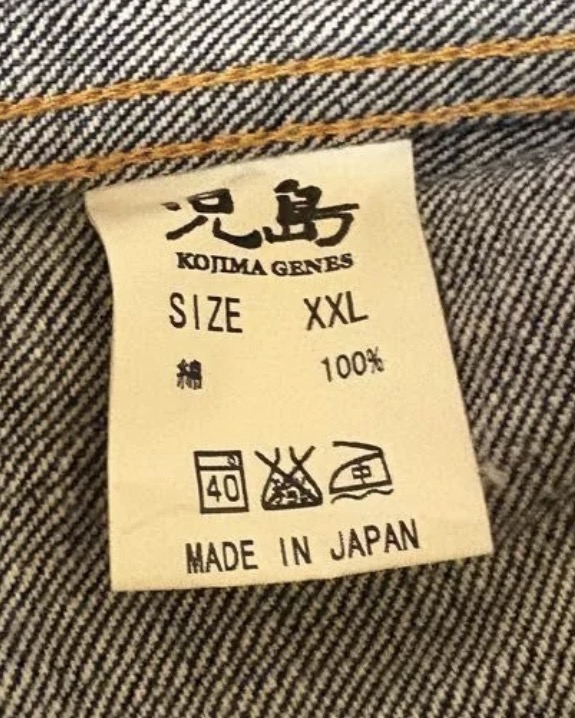 児島
KOJIMA GENES
SIZE XXL
綿 100%
40 中
MADE IN JAPAN